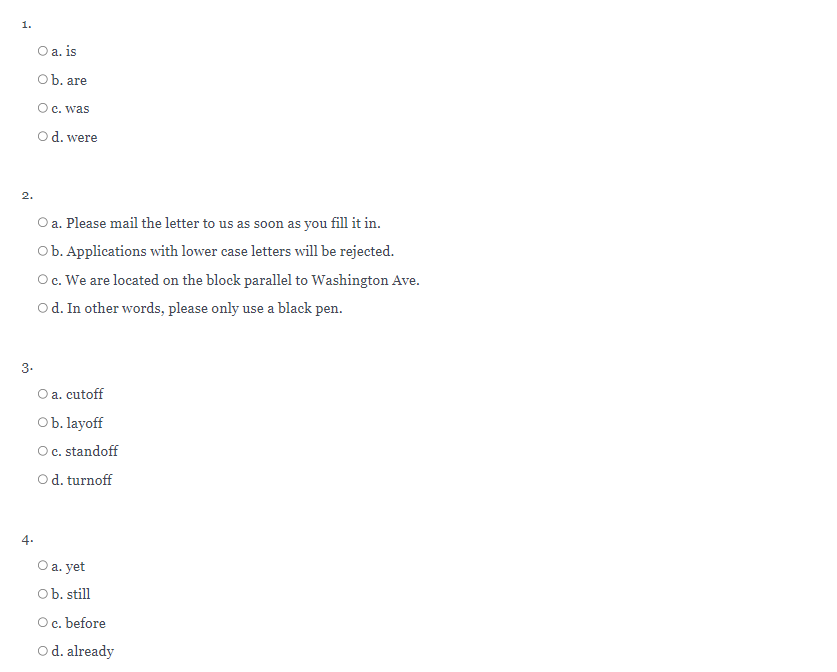 1.
a. is
b. are
c. was
d. were
2.
a. Please mail the letter to us as soon as you fill it in.
b. Applications with lower case letters will be rejected.
c. We are located on the block parallel to Washington Ave.
d. In other words, please only use a black pen.
3.
a. cutoff
b. layoff
c. standoff
d. turnoff
4.
a. yet
b. still
c. before
d. already